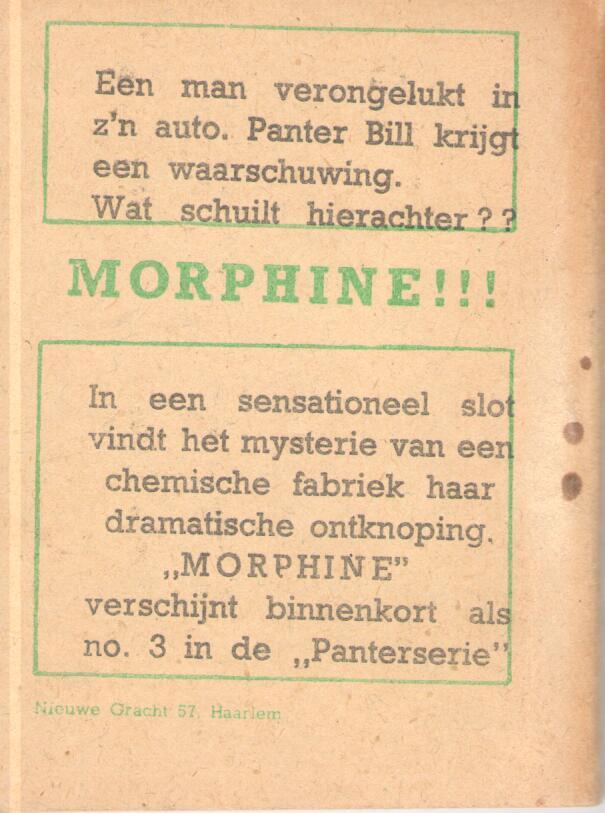 Een man verongelukt in
z'n auto. Panter Bill krijgt
een waarschuwing.
Wat schuilt hierachter ? ?
MORPHINE!!!
In een sensationeel slot
vindt het mysterie van een
chemische fabriek haar
dramatische ontknoping.
„MORPHINE”
verschijnt binnenkort als
no. 3 in de „Panterserie”
Nieuwe Gracht 57, Haarlem